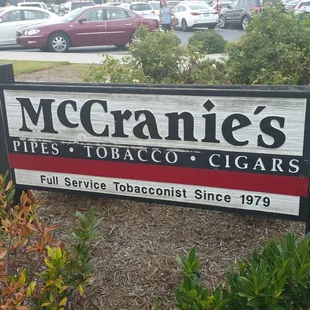 McCranie's
PIPES • TOBACCO • CIGARS
Full Service Tobacconist Since 1979